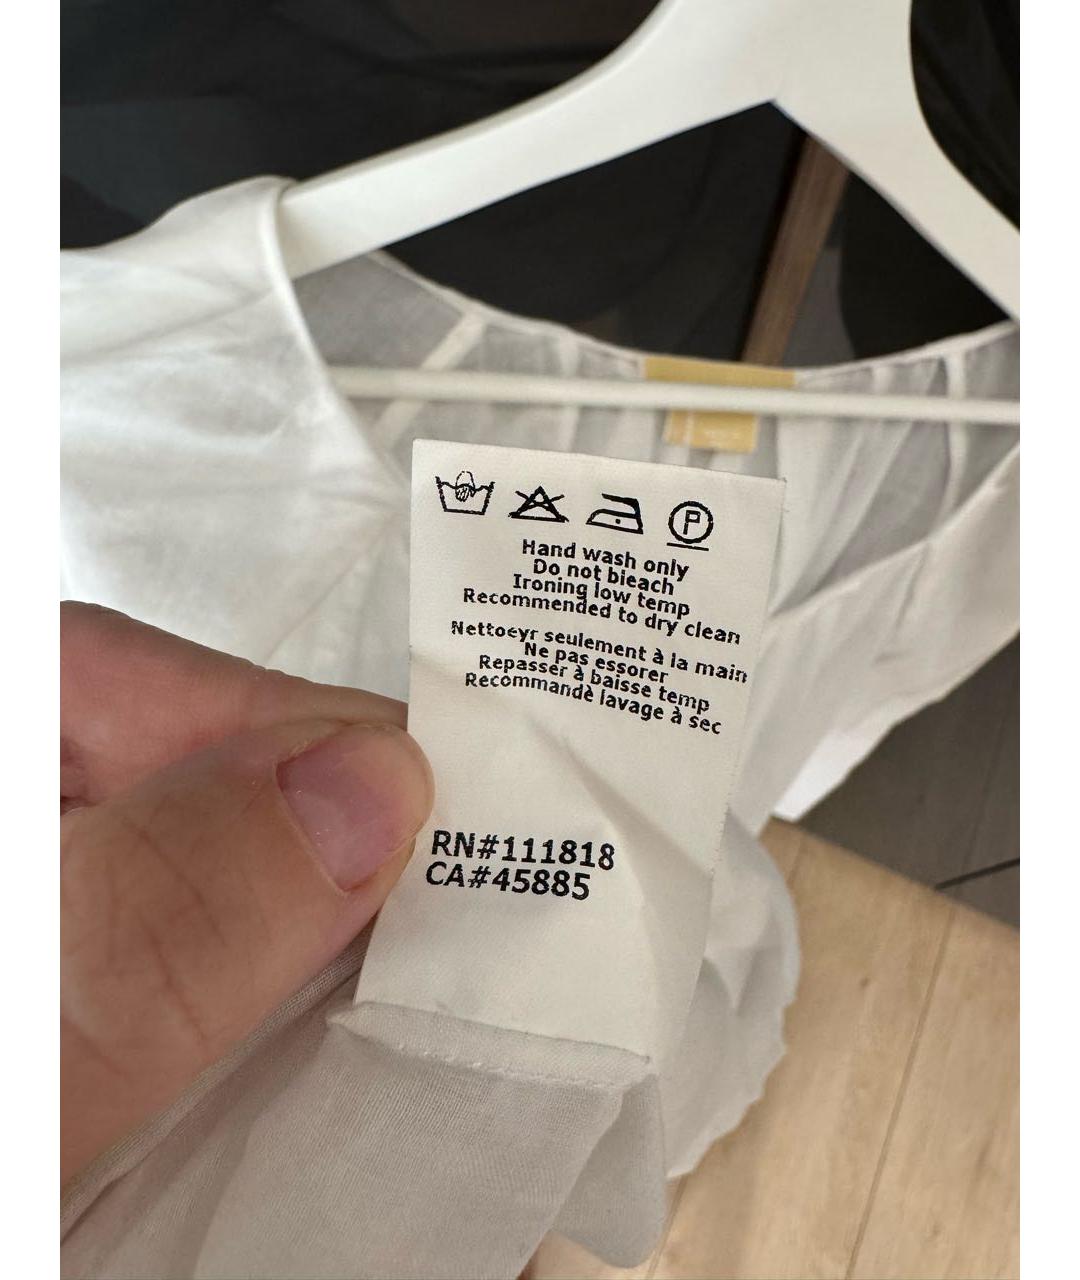 P
Hand wash only
Do not bleach
Ironing low temp
Recommended to dry clean
Nettoeyr seulement à la main
Ne pas essorer
Repasser à baisse temp
Recommandè lavage à sec
RN#111818
CA#45885